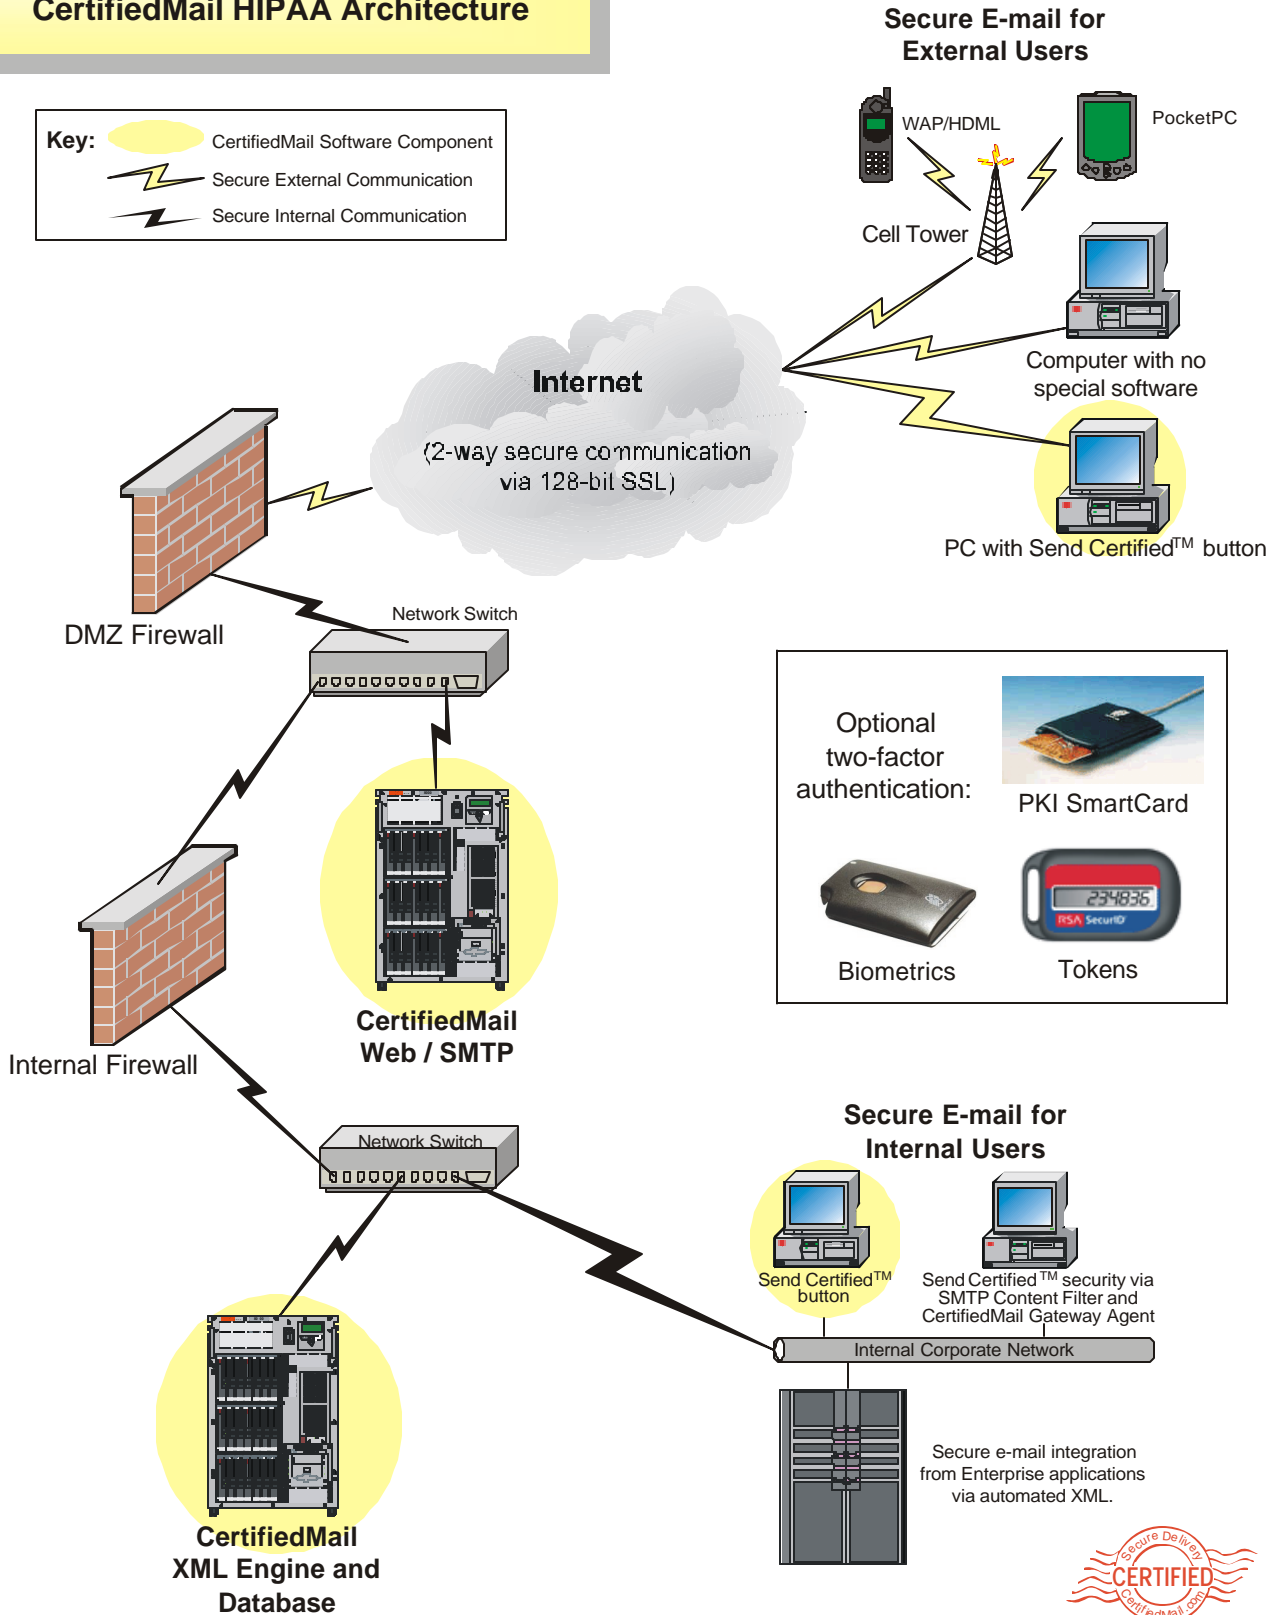 CertifiedMail HIPAA Architecture
Secure E-mail for
External Users
Key:
CertifiedMail Software Component
Secure External Communication
Secure Internal Communication
WAP/HDML
PocketPC
Cell Tower
Computer with no
special software
Internet
(2-way secure communication
via 128-bit SSL)
PC with Send Certified™ button
DMZ Firewall
Network Switch
Optional
two-factor
authentication:
PKI SmartCard
234836
RSA SecurID
Biometrics
Tokens
CertifiedMail
Web / SMTP
Internal Firewall
Network Switch
Secure E-mail for
Internal Users
Send Certified™
button
Send Certified™ security via
SMTP Content Filter and
CertifiedMail Gateway Agent
Internal Corporate Network
Secure e-mail integration
from Enterprise applications
via automated XML.
CertifiedMail
XML Engine and
Database
Secure Delivery
CERTIFIED
CertifiedMail.com